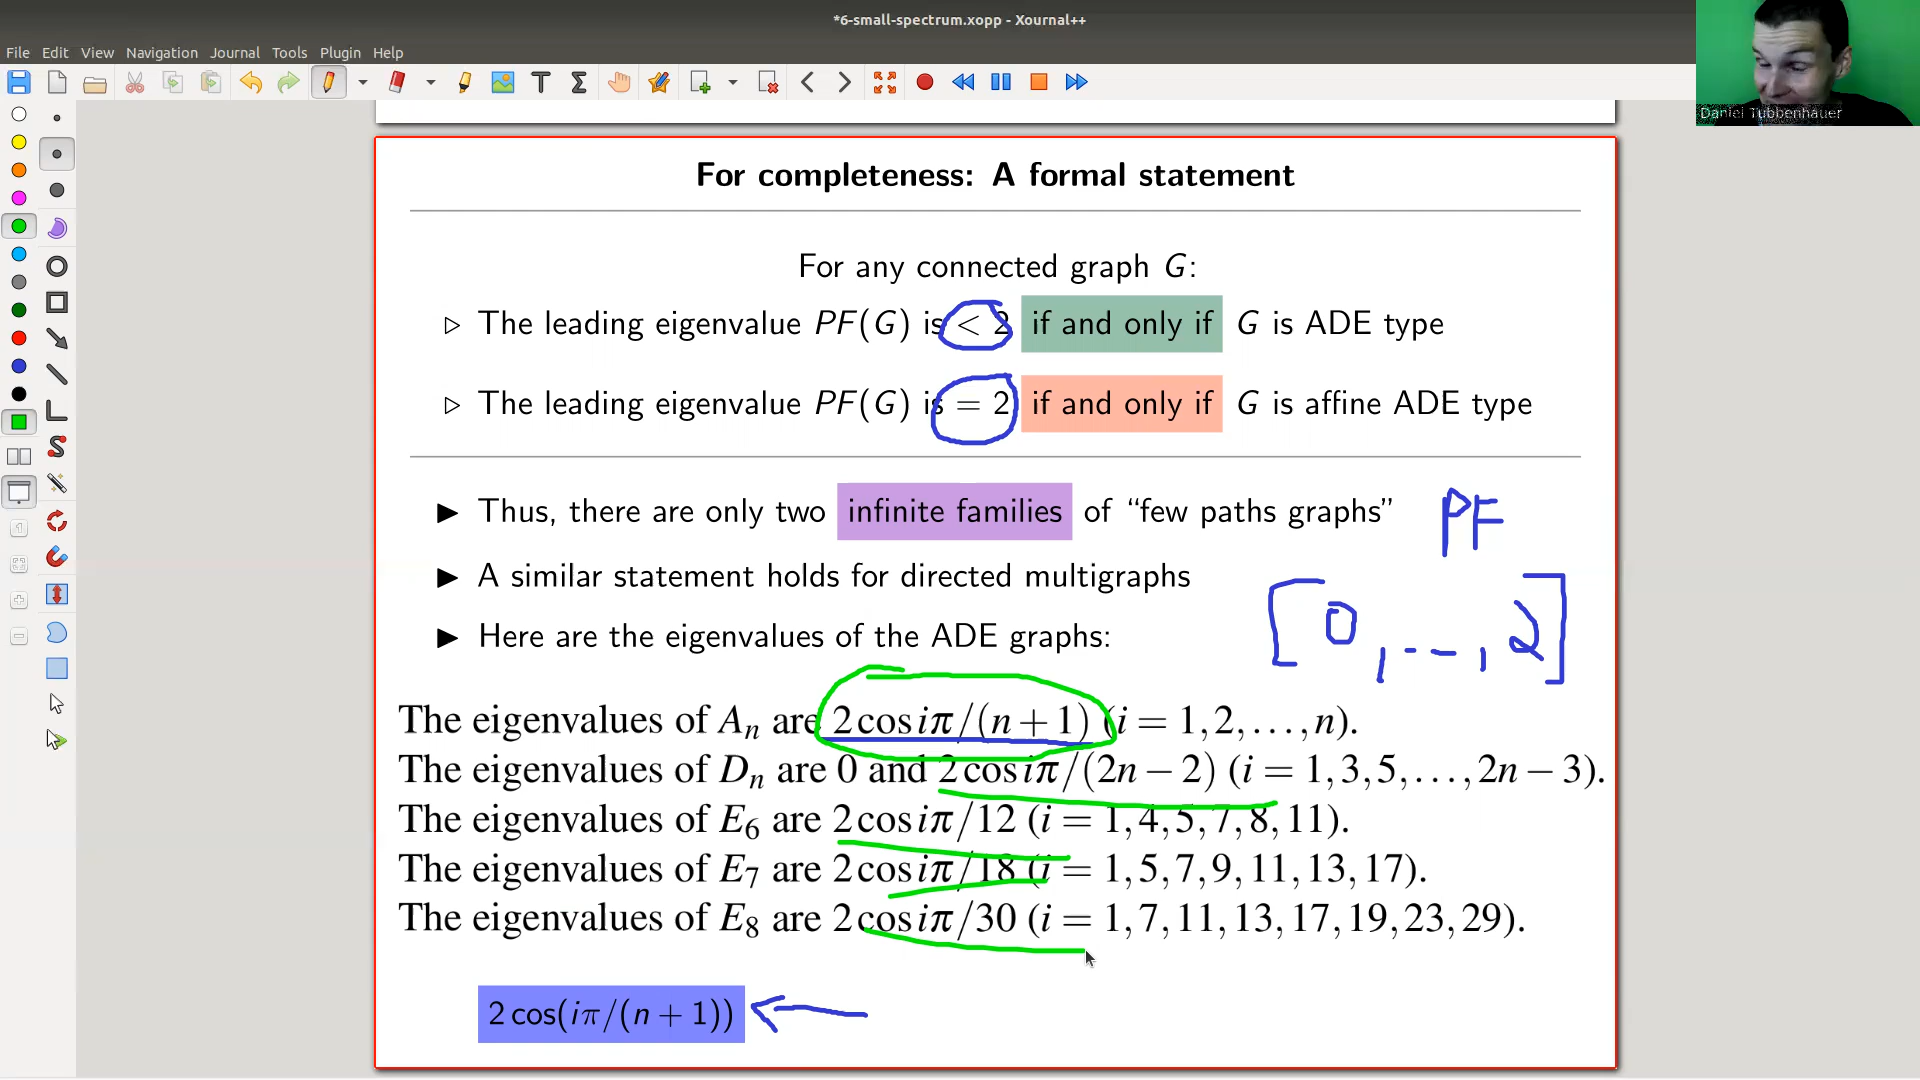 *6-small-spectrum.xopp - Xournal++
File Edit View Navigation Journal Tools Plugin Help
Daniel Tubbenhauer
For completeness: A formal statement
For any connected graph G:
▷ The leading eigenvalue PF(G) is < 2 if and only if G is ADE type
▷ The leading eigenvalue PF(G) is = 2 if and only if G is affine ADE type
▶ Thus, there are only two infinite families of “few paths graphs”
PF
▶ A similar statement holds for directed multigraphs
[0, ---, 2]
▶ Here are the eigenvalues of the ADE graphs:
The eigenvalues of Aₙ are 2cos iπ/(n+1) (i = 1,2,...,n).
The eigenvalues of Dₙ are 0 and 2cos iπ/(2n−2) (i = 1,3,5,...,2n−3).
The eigenvalues of E₆ are 2cos iπ/12 (i = 1,4,5,7,8,11).
The eigenvalues of E₇ are 2cos iπ/18 (i = 1,5,7,9,11,13,17).
The eigenvalues of E₈ are 2cos iπ/30 (i = 1,7,11,13,17,19,23,29).
2 cos(iπ/(n + 1))